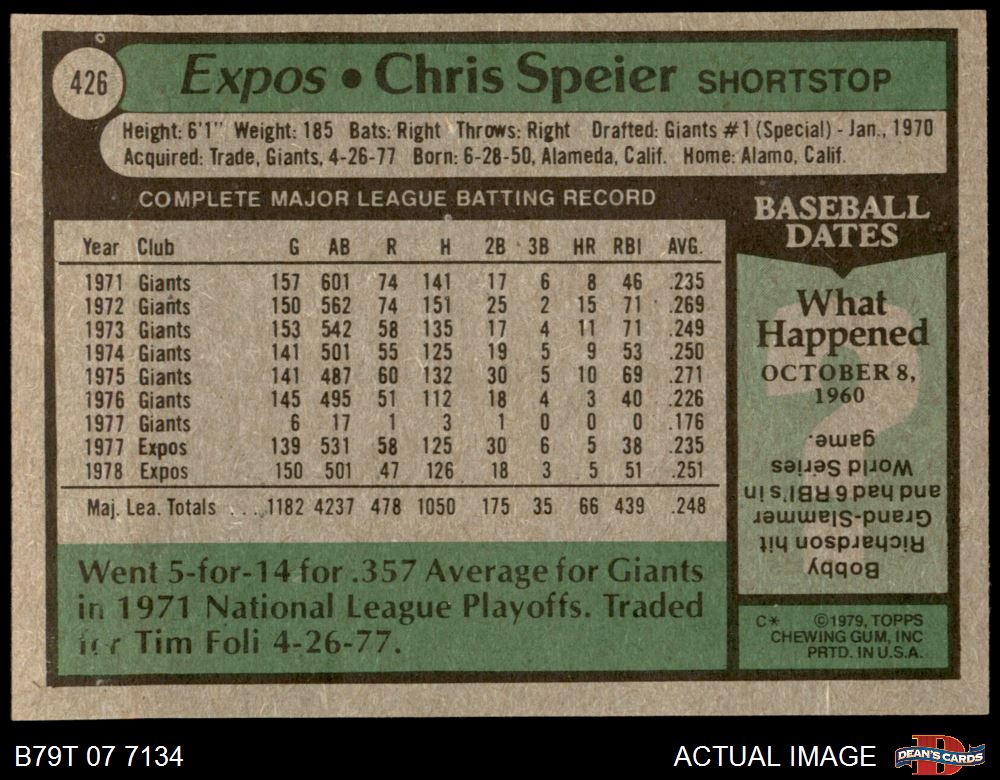 426
Expos • Chris Speier SHORTSTOP
Height: 6'1" Weight: 185 Bats: Right Throws: Right Drafted: Giants #1 (Special) - Jan., 1970
Acquired: Trade, Giants, 4-26-77 Born: 6-28-50, Alameda, Calif. Home: Alamo, Calif.
COMPLETE MAJOR LEAGUE BATTING RECORD
Year Club G AB R H 2B 3B HR RBI AVG.
1971 Giants 157 601 74 141 17 6 8 46 .235
1972 Giants 150 562 74 151 25 2 15 71 .269
1973 Giants 153 542 58 135 17 4 11 71 .249
1974 Giants 141 501 55 125 19 5 9 53 .250
1975 Giants 141 487 60 132 30 5 10 69 .271
1976 Giants 145 495 51 112 18 4 3 40 .226
1977 Giants 6 17 1 3 1 0 0 0 .176
1977 Expos 139 531 58 125 30 6 5 38 .235
1978 Expos 150 501 47 126 18 3 5 51 .251
Maj. Lea. Totals . . . 1182 4237 478 1050 175 35 66 439 .248
Went 5-for-14 for .357 Average for Giants
in 1971 National League Playoffs. Traded
for Tim Foli 4-26-77.
BASEBALL
DATES
What
Happened
OCTOBER 8,
1960
Bobby
Richardson hit
Grand-Slammer
and had 6 RBI's in
World Series
game.
C* ©1979, TOPPS
CHEWING GUM, INC
PRTD. IN U.S.A.
B79T 07 7134
ACTUAL IMAGE
DEAN'S CARDS